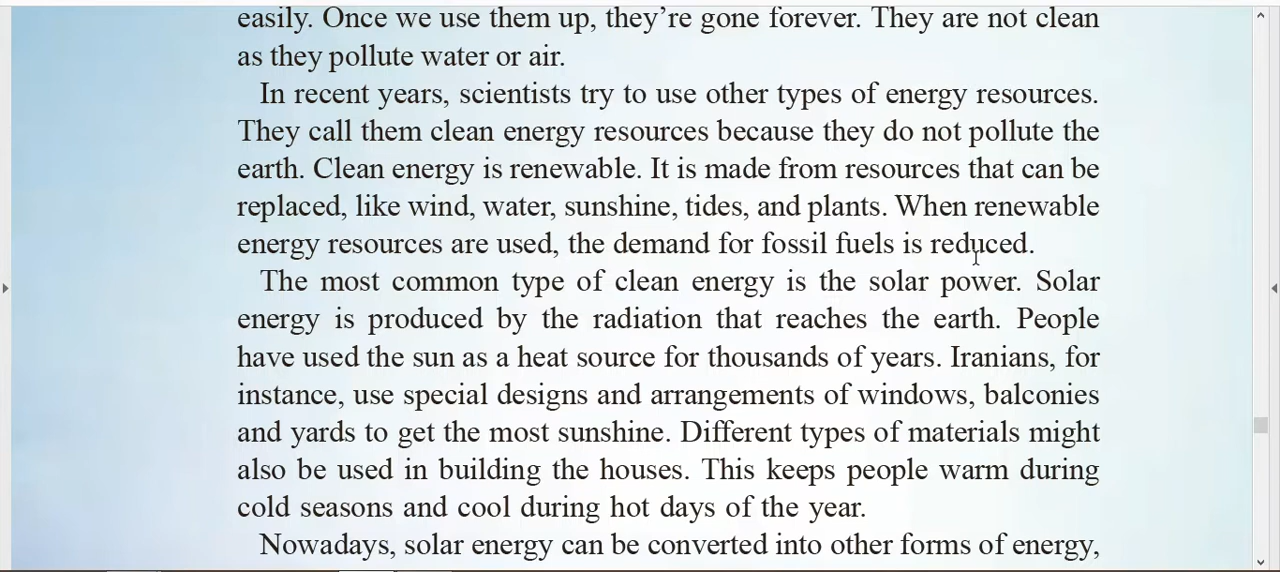 easily. Once we use them up, they’re gone forever. They are not clean
as they pollute water or air.
In recent years, scientists try to use other types of energy resources.
They call them clean energy resources because they do not pollute the
earth. Clean energy is renewable. It is made from resources that can be
replaced, like wind, water, sunshine, tides, and plants. When renewable
energy resources are used, the demand for fossil fuels is reduced.
The most common type of clean energy is the solar power. Solar
energy is produced by the radiation that reaches the earth. People
have used the sun as a heat source for thousands of years. Iranians, for
instance, use special designs and arrangements of windows, balconies
and yards to get the most sunshine. Different types of materials might
also be used in building the houses. This keeps people warm during
cold seasons and cool during hot days of the year.
Nowadays, solar energy can be converted into other forms of energy,